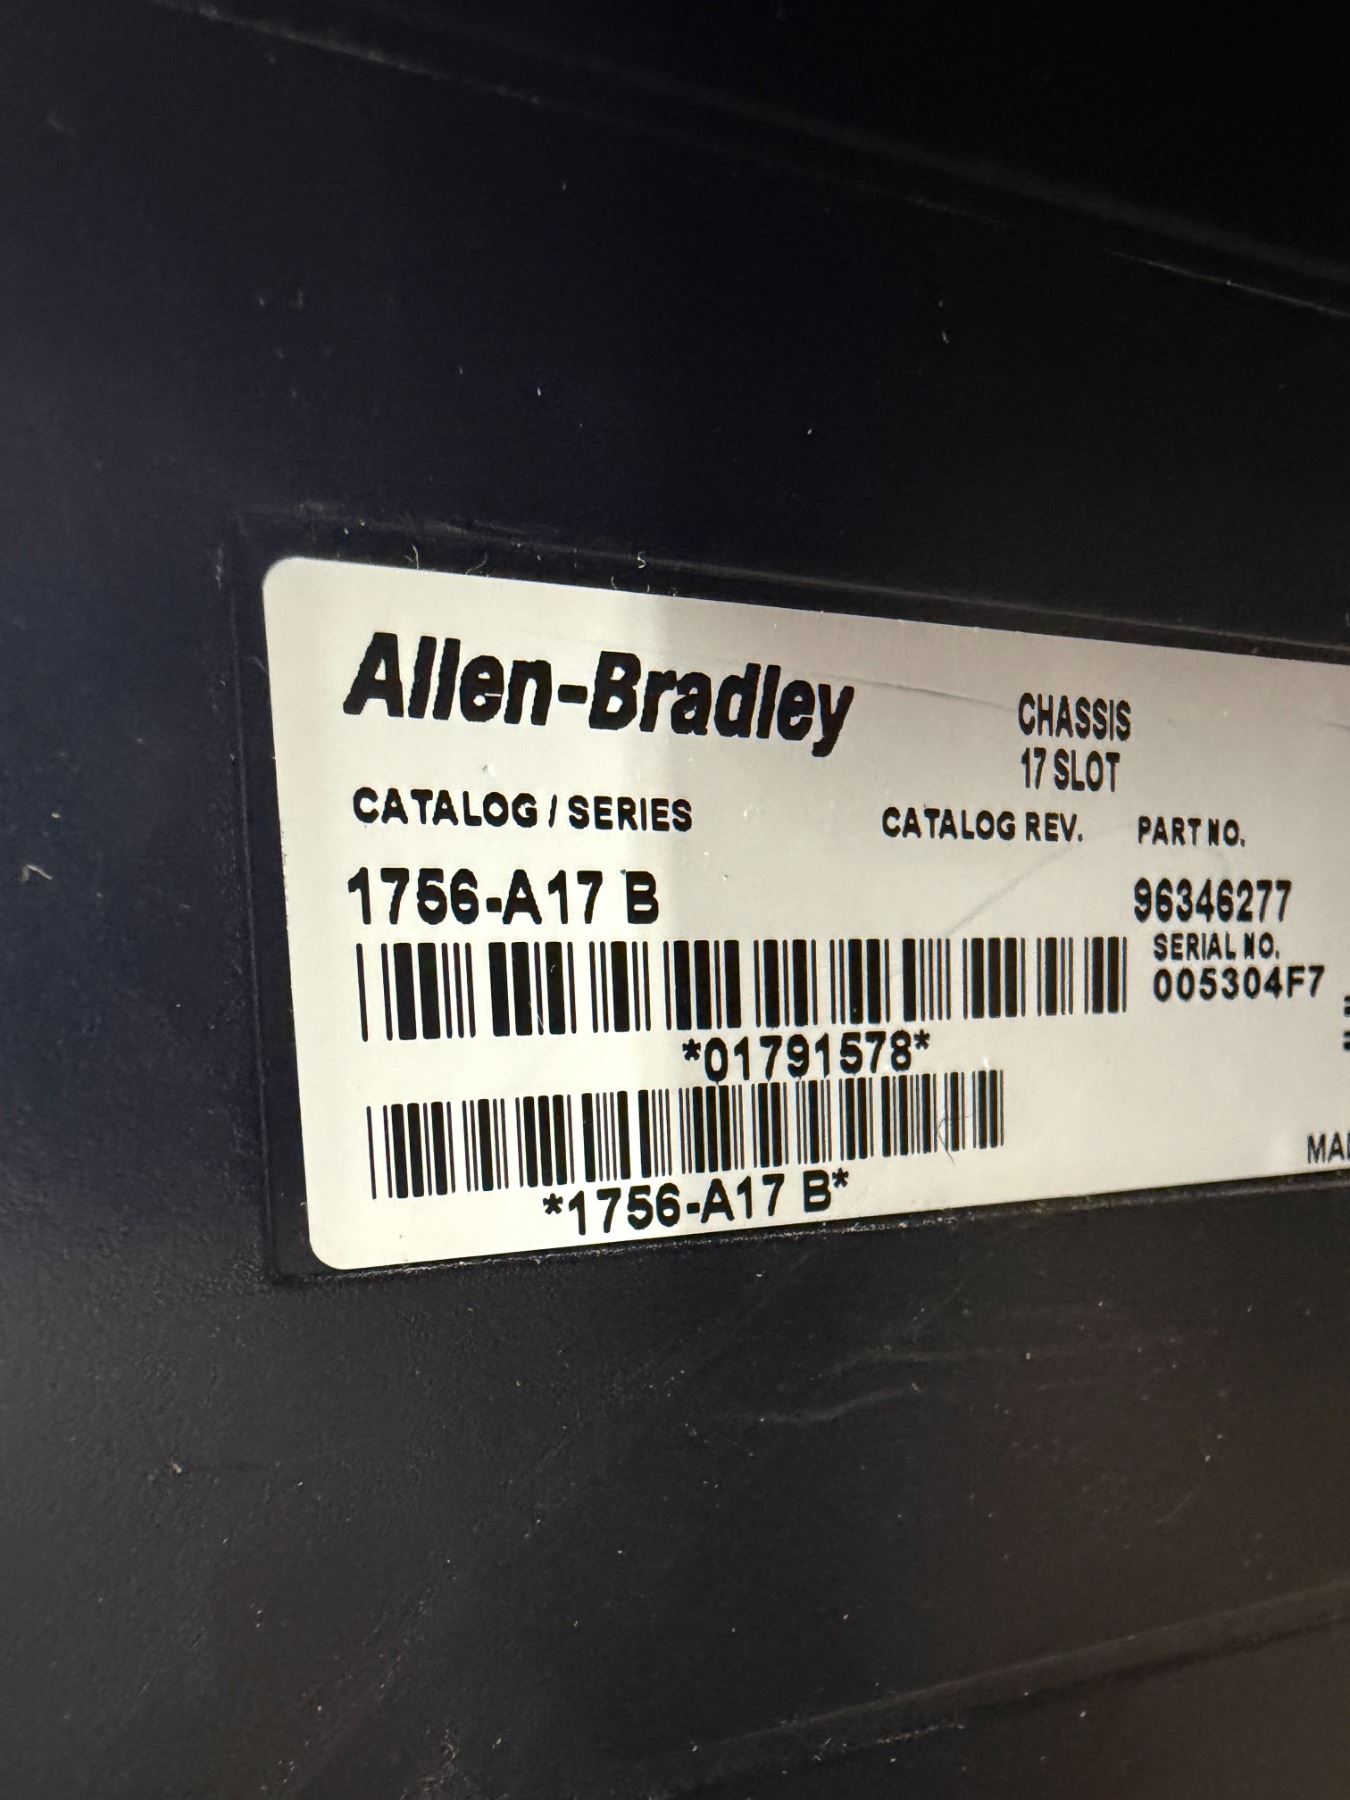 Allen-Bradley
CHASSIS
17 SLOT
CATALOG / SERIES CATALOG REV. PART NO.
1756-A17 B 96346277
SERIAL NO.
005304F7
*01791578*
*1756-A17 B*